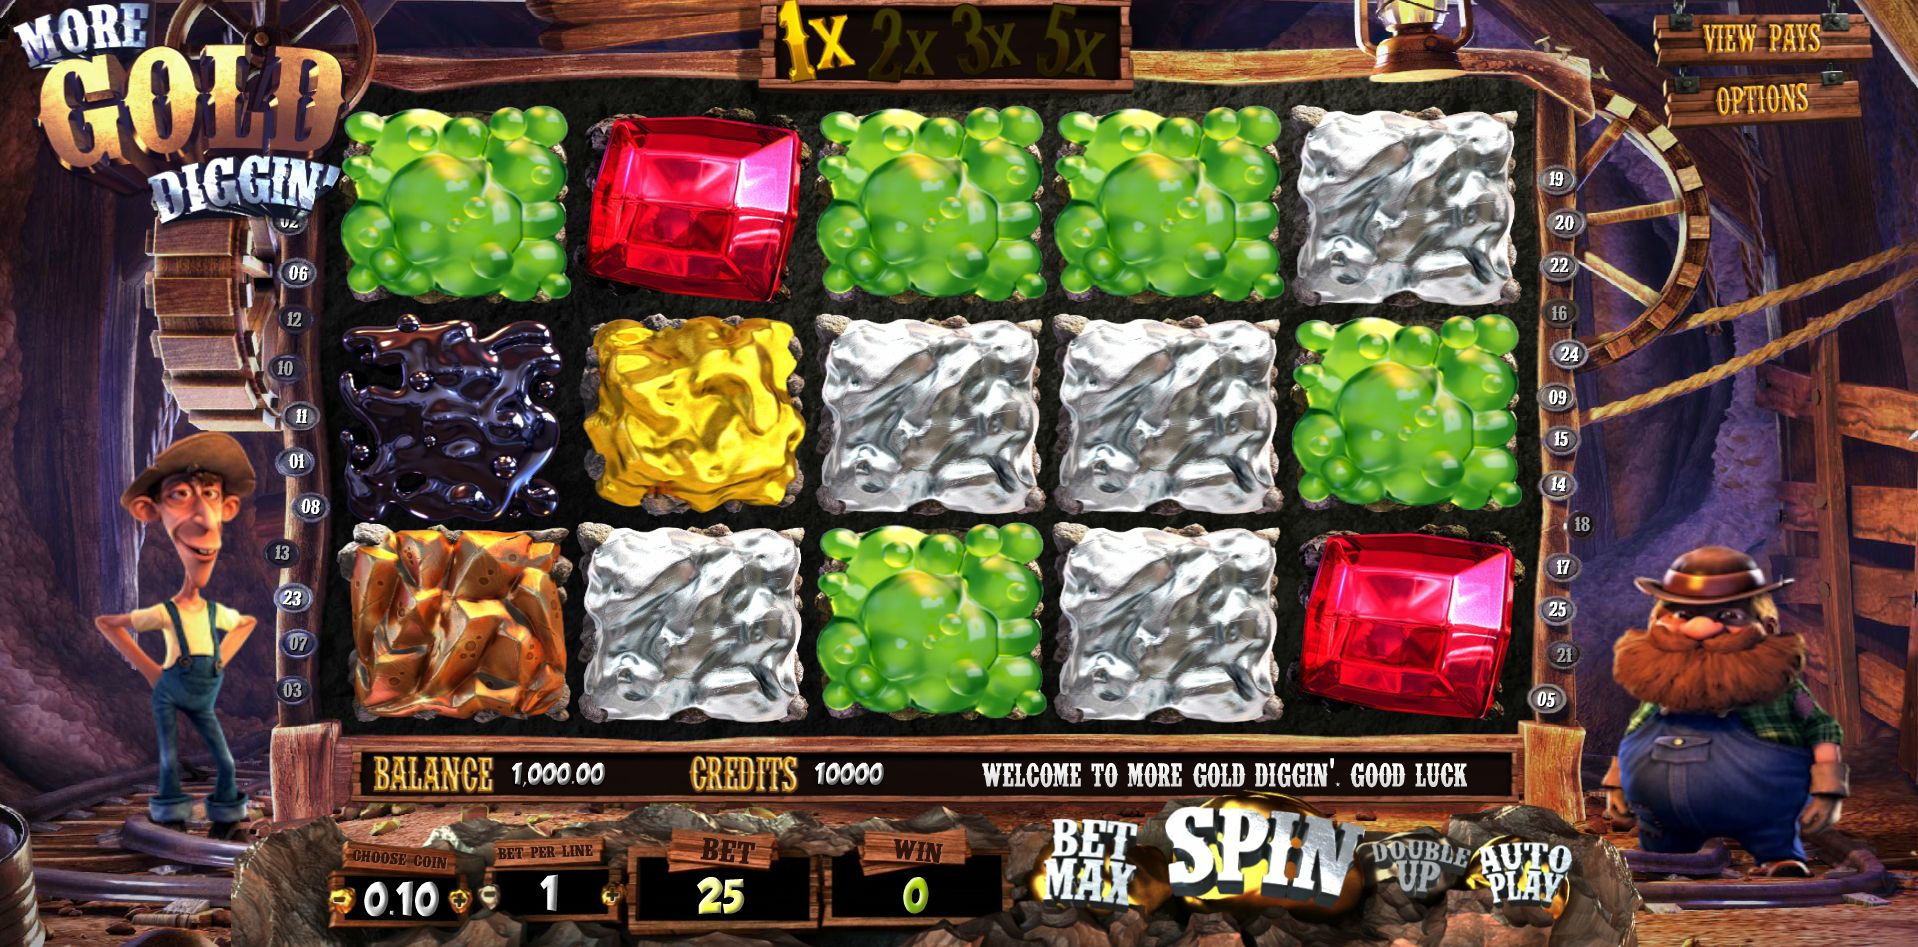 MORE
GOLD
DIGGIN'
1x 2x 3x 5x
VIEW PAYS
OPTIONS
02
06
12
10
11
01
08
13
23
07
03
19
20
22
16
24
09
15
14
18
17
25
21
05
BALANCE 1,000.00 CREDITS 10000 WELCOME TO MORE GOLD DIGGIN'. GOOD LUCK
CHOOSE COIN
0.10
BET PER LINE
1
BET
25
WIN
0
BET MAX
SPIN
DOUBLE UP
AUTO PLAY